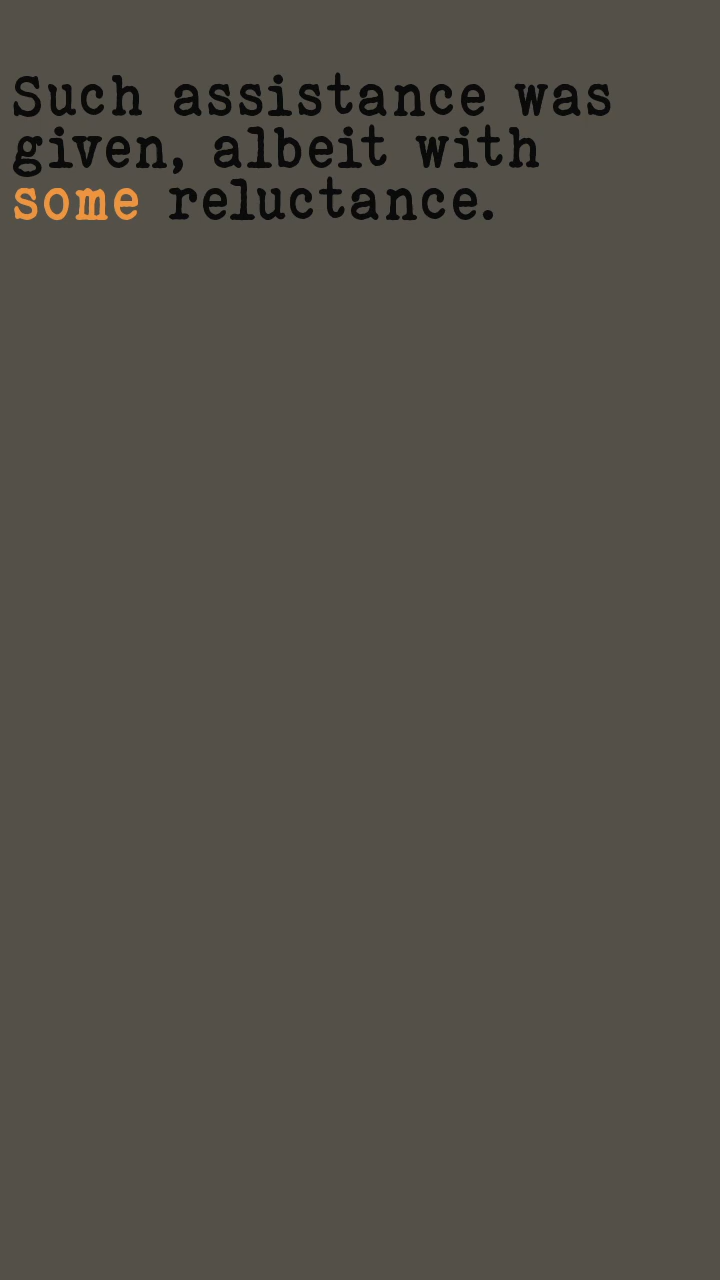 Such assistance was
given, albeit with
some reluctance.